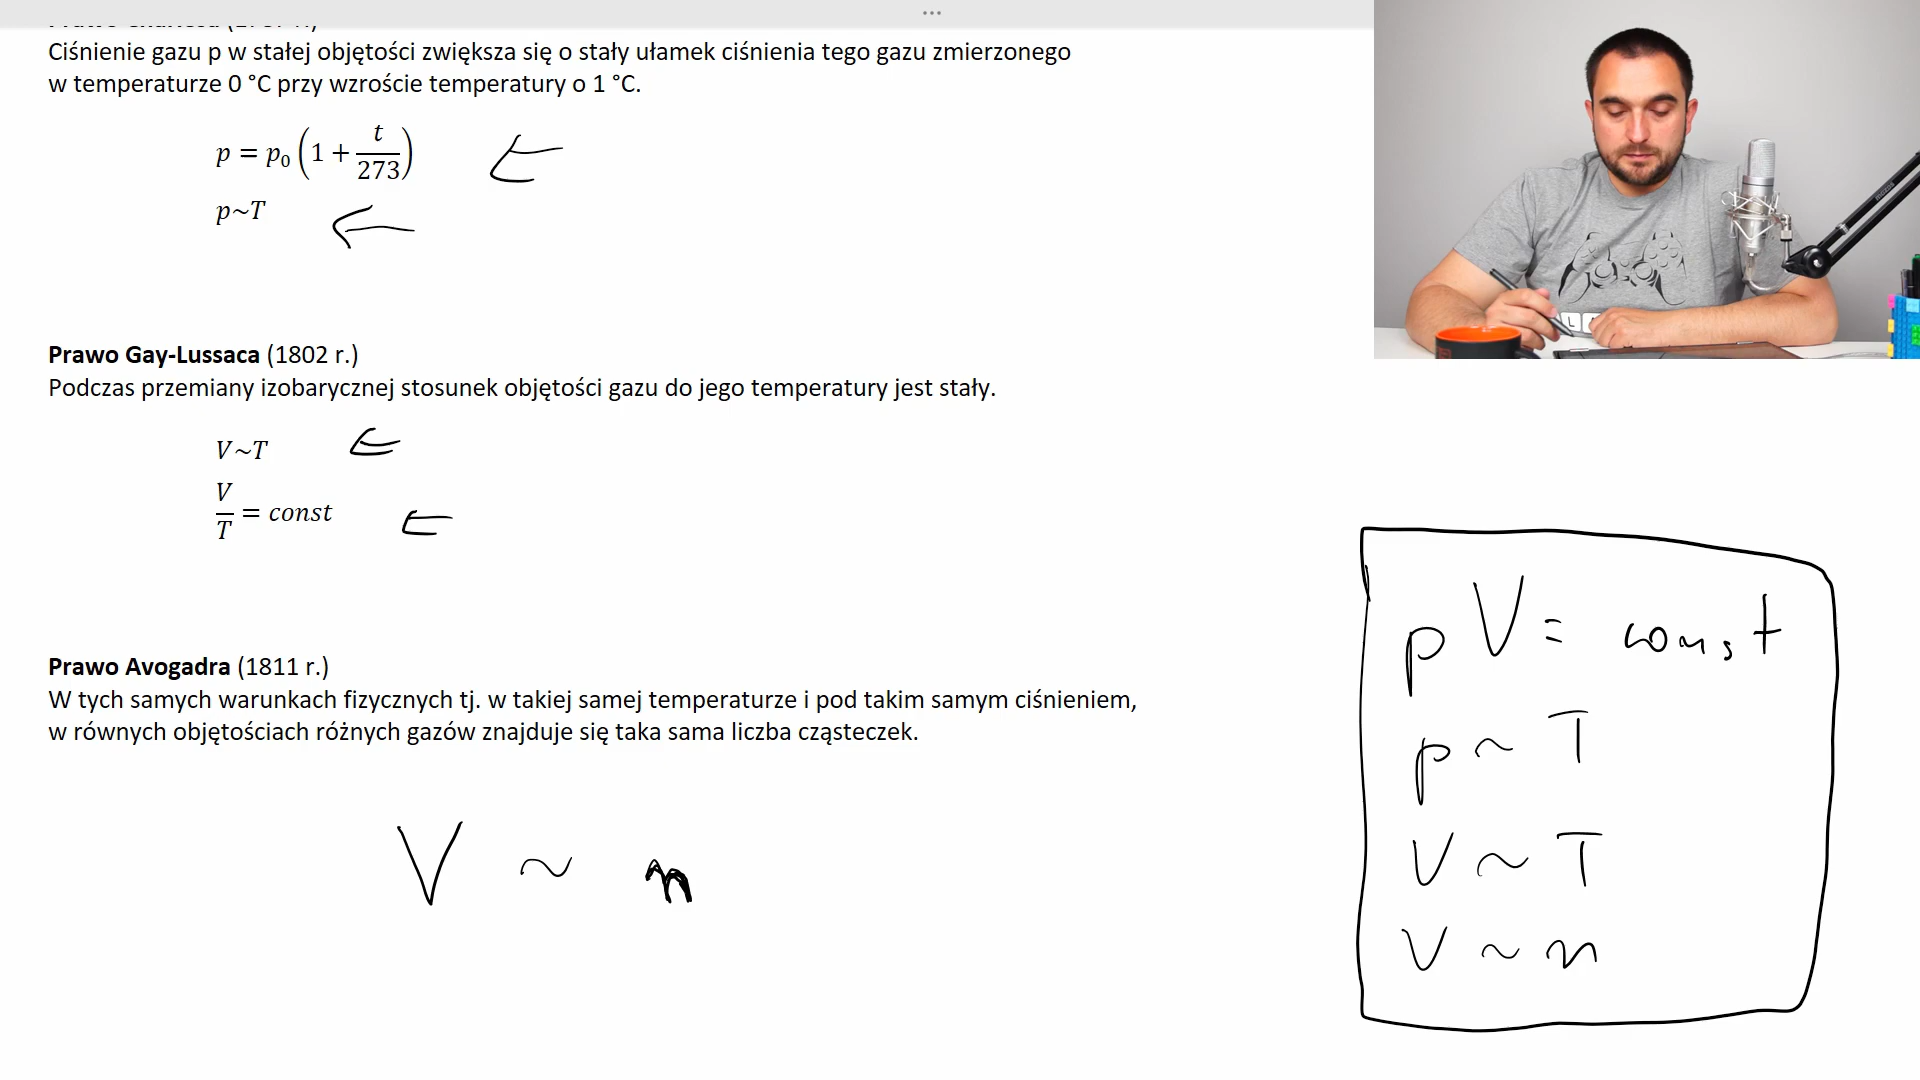 Ciśnienie gazu p w stałej objętości zwiększa się o stały ułamek ciśnienia tego gazu zmierzonego
w temperaturze 0 °C przy wzroście temperatury o 1 °C.
p = p₀ (1 + t/273)
p~T
Prawo Gay-Lussaca (1802 r.)
Podczas przemiany izobarycznej stosunek objętości gazu do jego temperatury jest stały.
V~T
V/T = const
Prawo Avogadra (1811 r.)
W tych samych warunkach fizycznych tj. w takiej samej temperaturze i pod takim samym ciśnieniem,
w równych objętościach różnych gazów znajduje się taka sama liczba cząsteczek.
V ~ n
pV = const
p ~ T
V ~ T
V ~ n